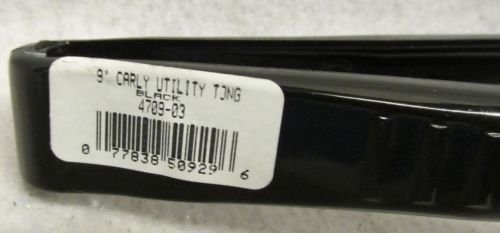 9" CARLY UTILITY TONG
BLACK
4709-03
0 77838 50929 6